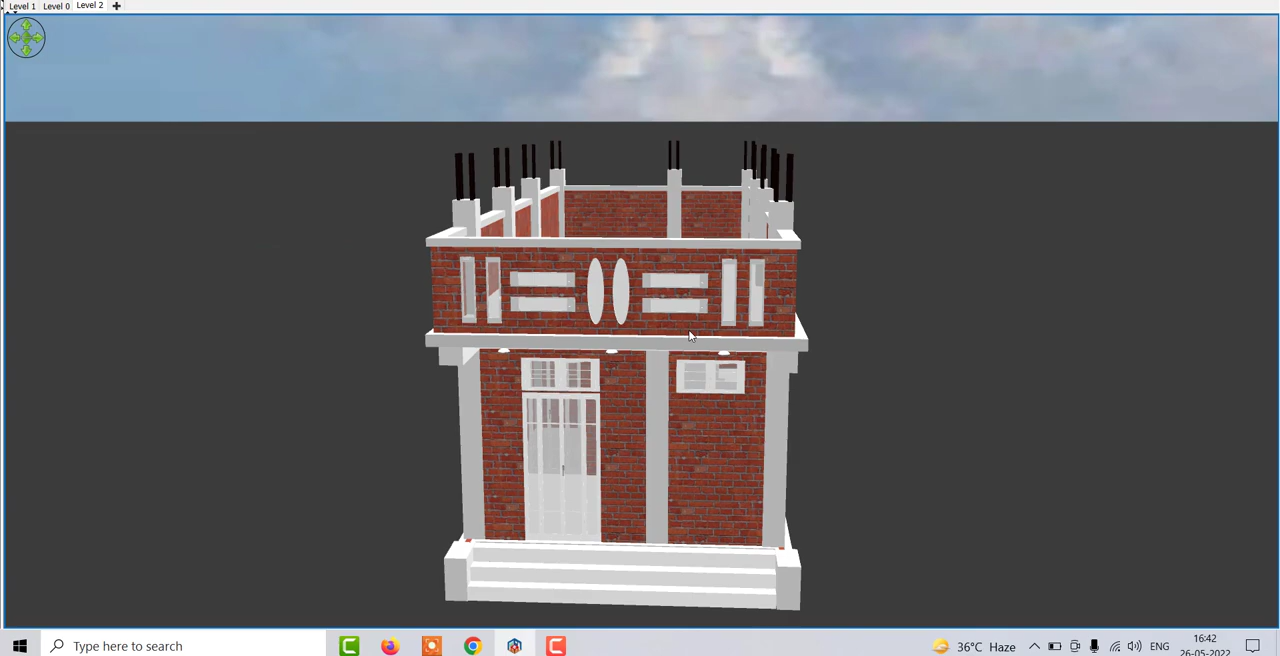 Level 1 Level 0 Level 2
Type here to search
36°C Haze
ENG
16:42
26-05-2022